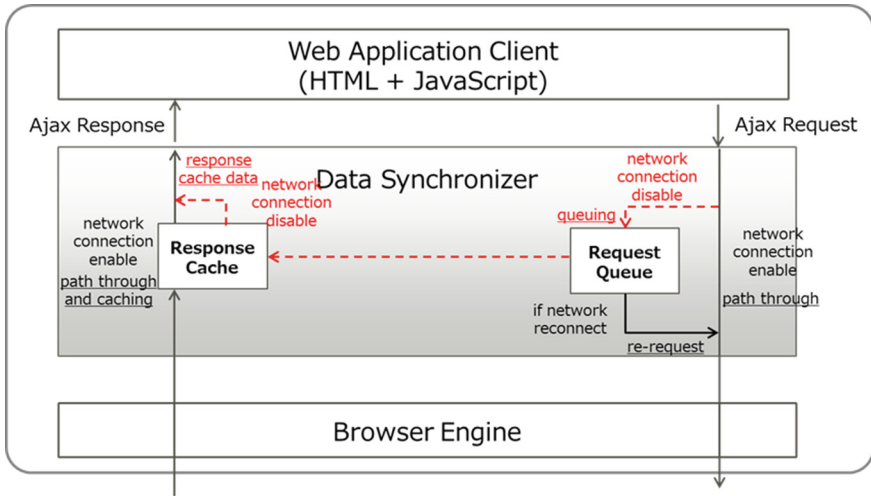 Web Application Client
(HTML + JavaScript)
Ajax Response
Ajax Request
response
cache data
network
connection
disable
Data Synchronizer
network
connection
disable
queuing
network
connection
enable
path through
and caching
Response
Cache
Request
Queue
network
connection
enable
path through
if network
reconnect
re-request
Browser Engine